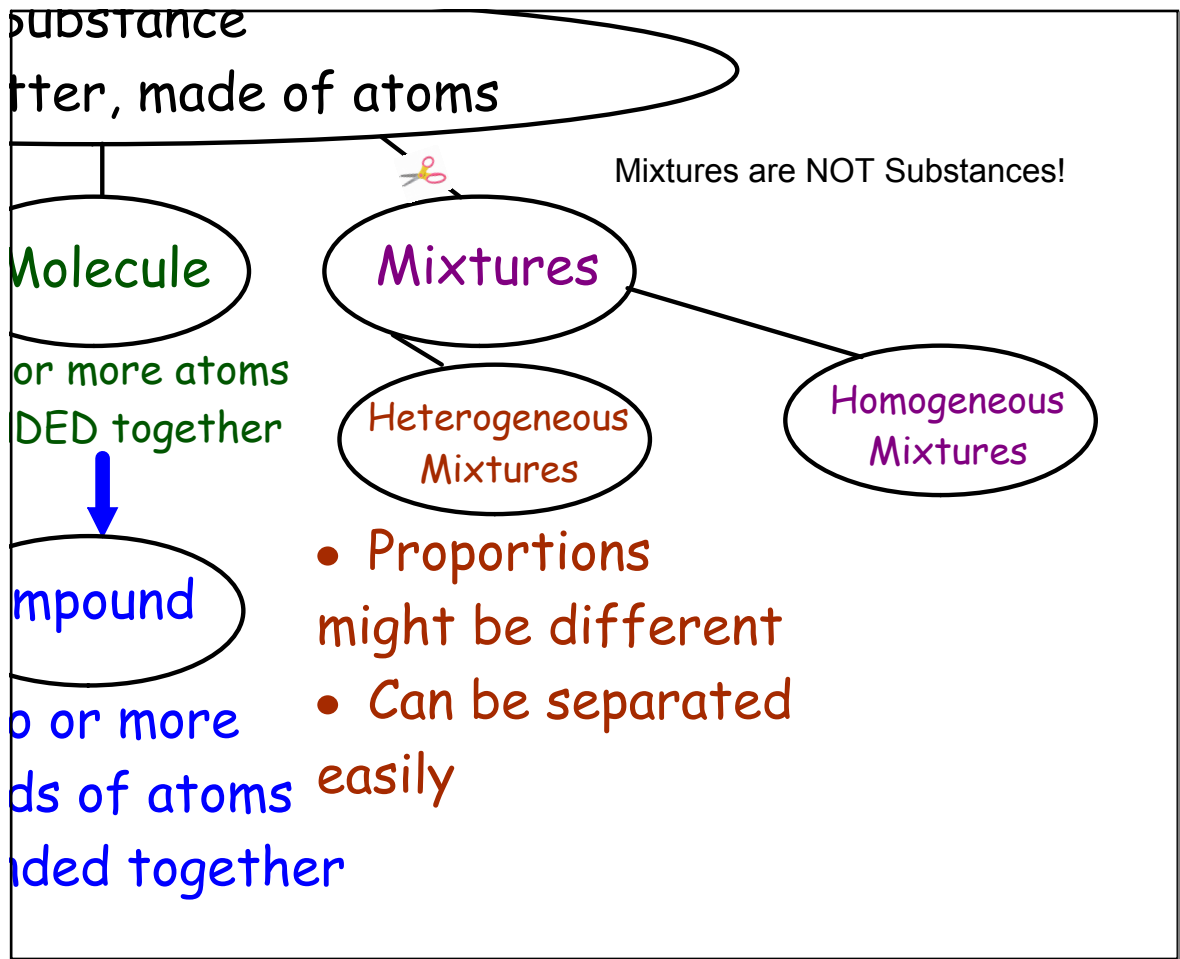 Substance
tter, made of atoms
Mixtures are NOT Substances!
Molecule
Mixtures
or more atoms
DED together
Heterogeneous
Mixtures
Homogeneous
Mixtures
mpound
• Proportions
might be different
• Can be separated
easily
o or more
ds of atoms
nded together